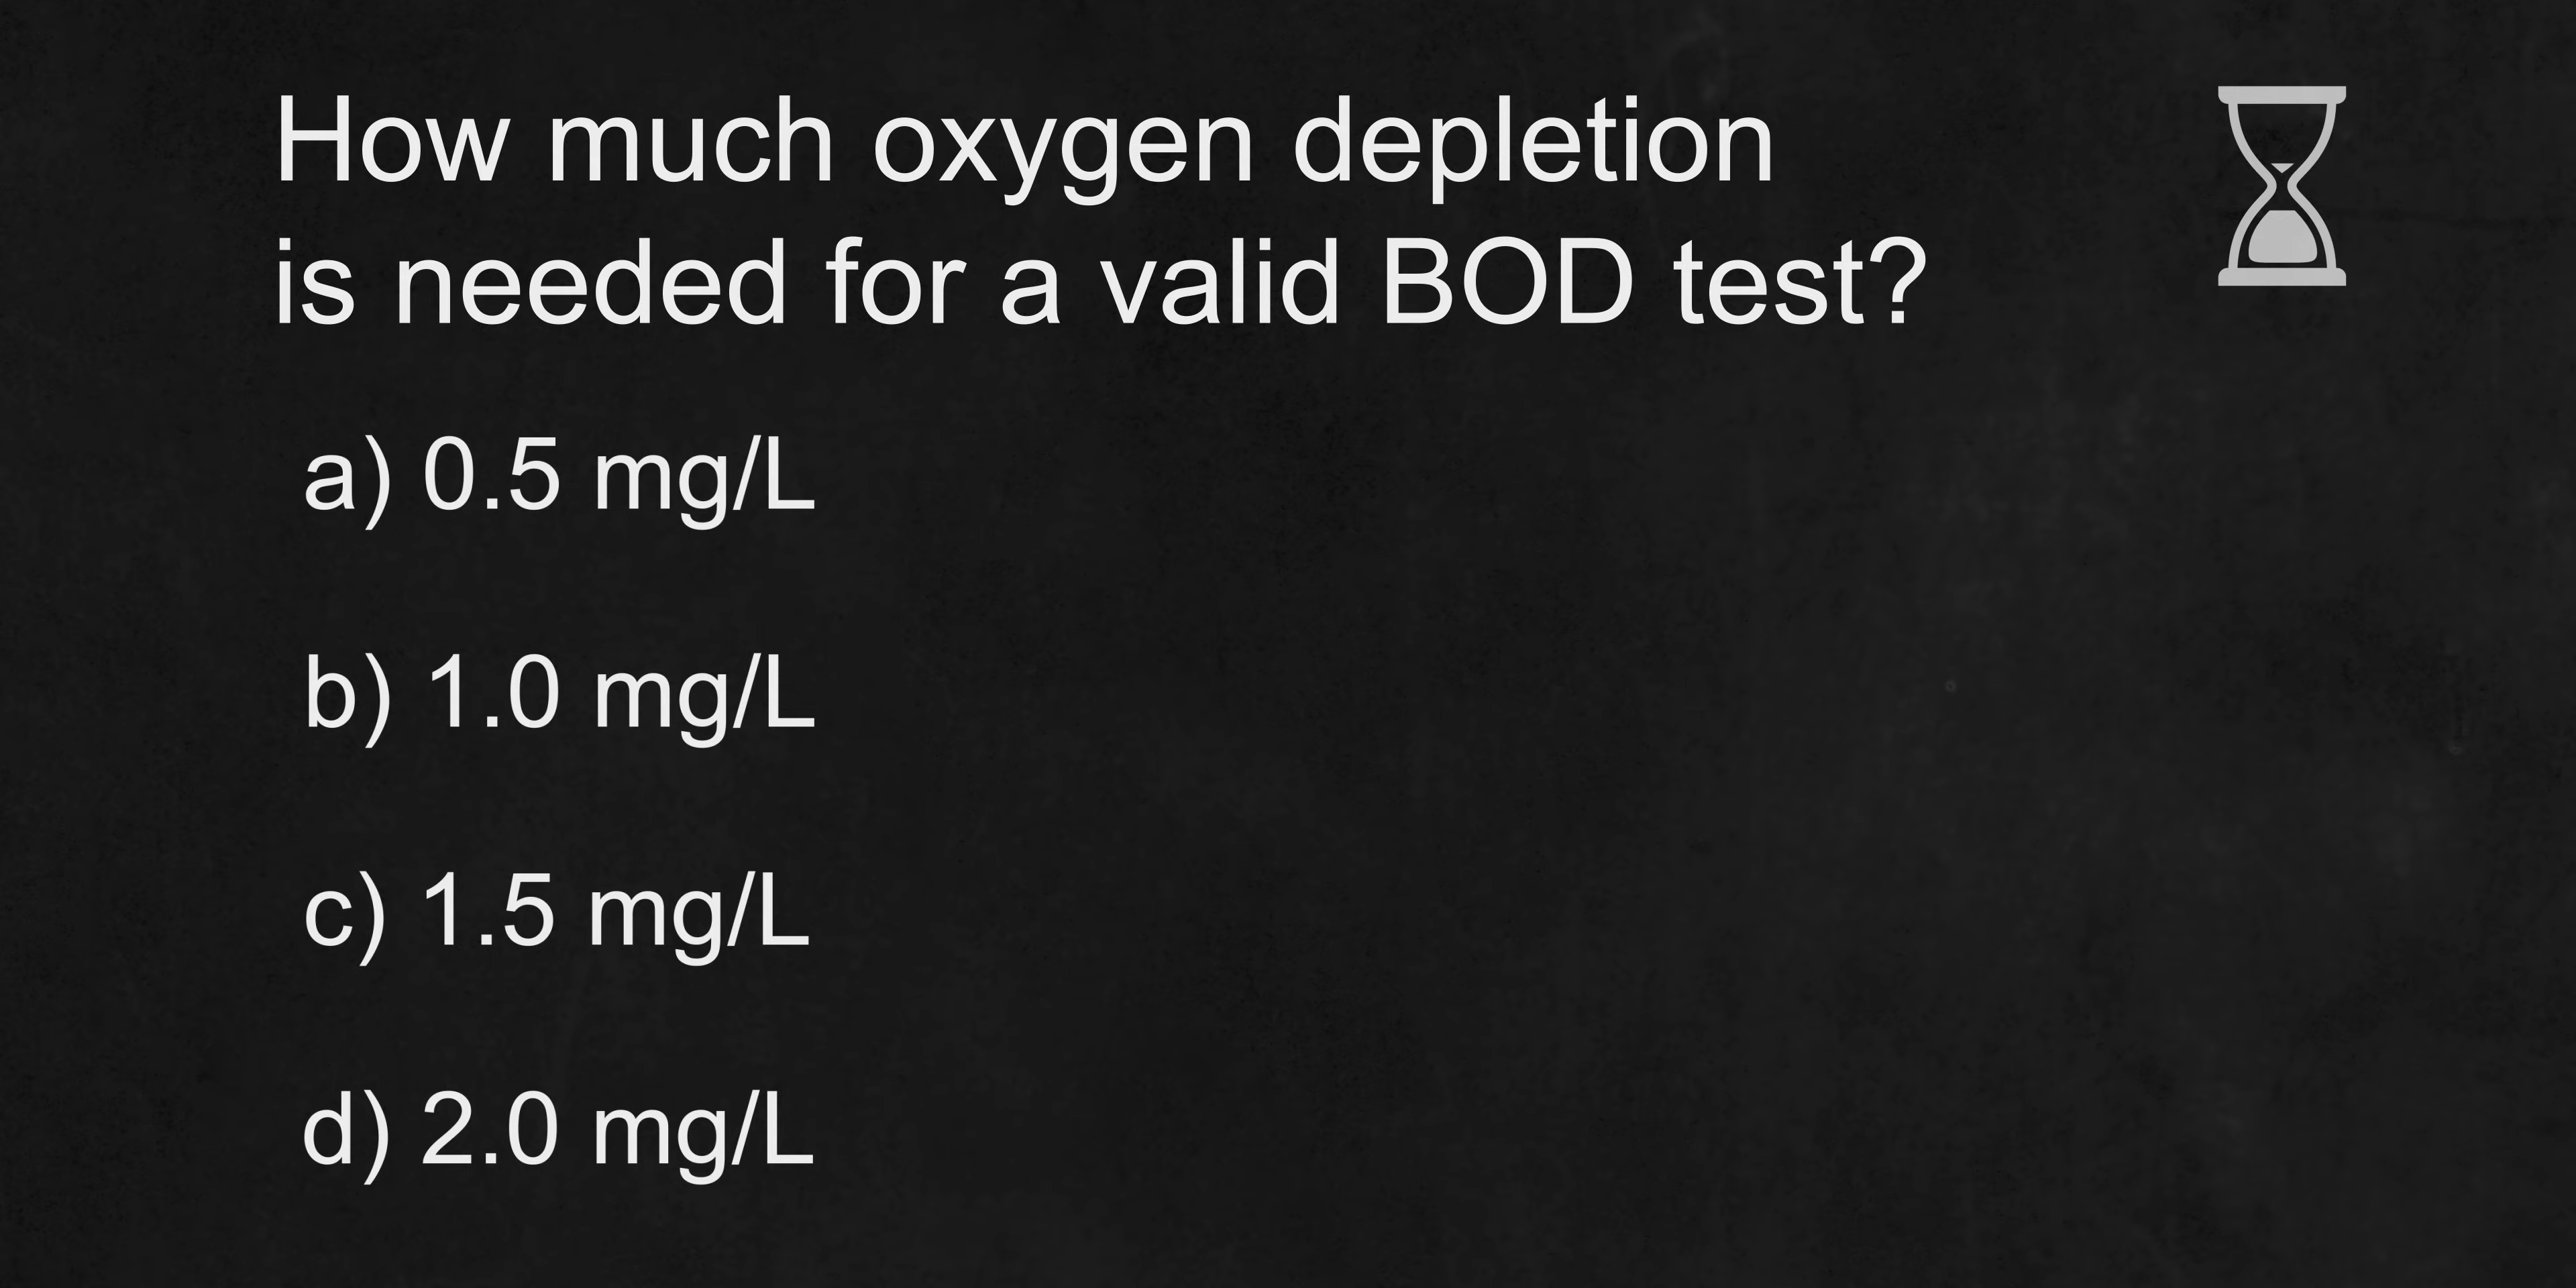 How much oxygen depletion
is needed for a valid BOD test?
a) 0.5 mg/L
b) 1.0 mg/L
c) 1.5 mg/L
d) 2.0 mg/L